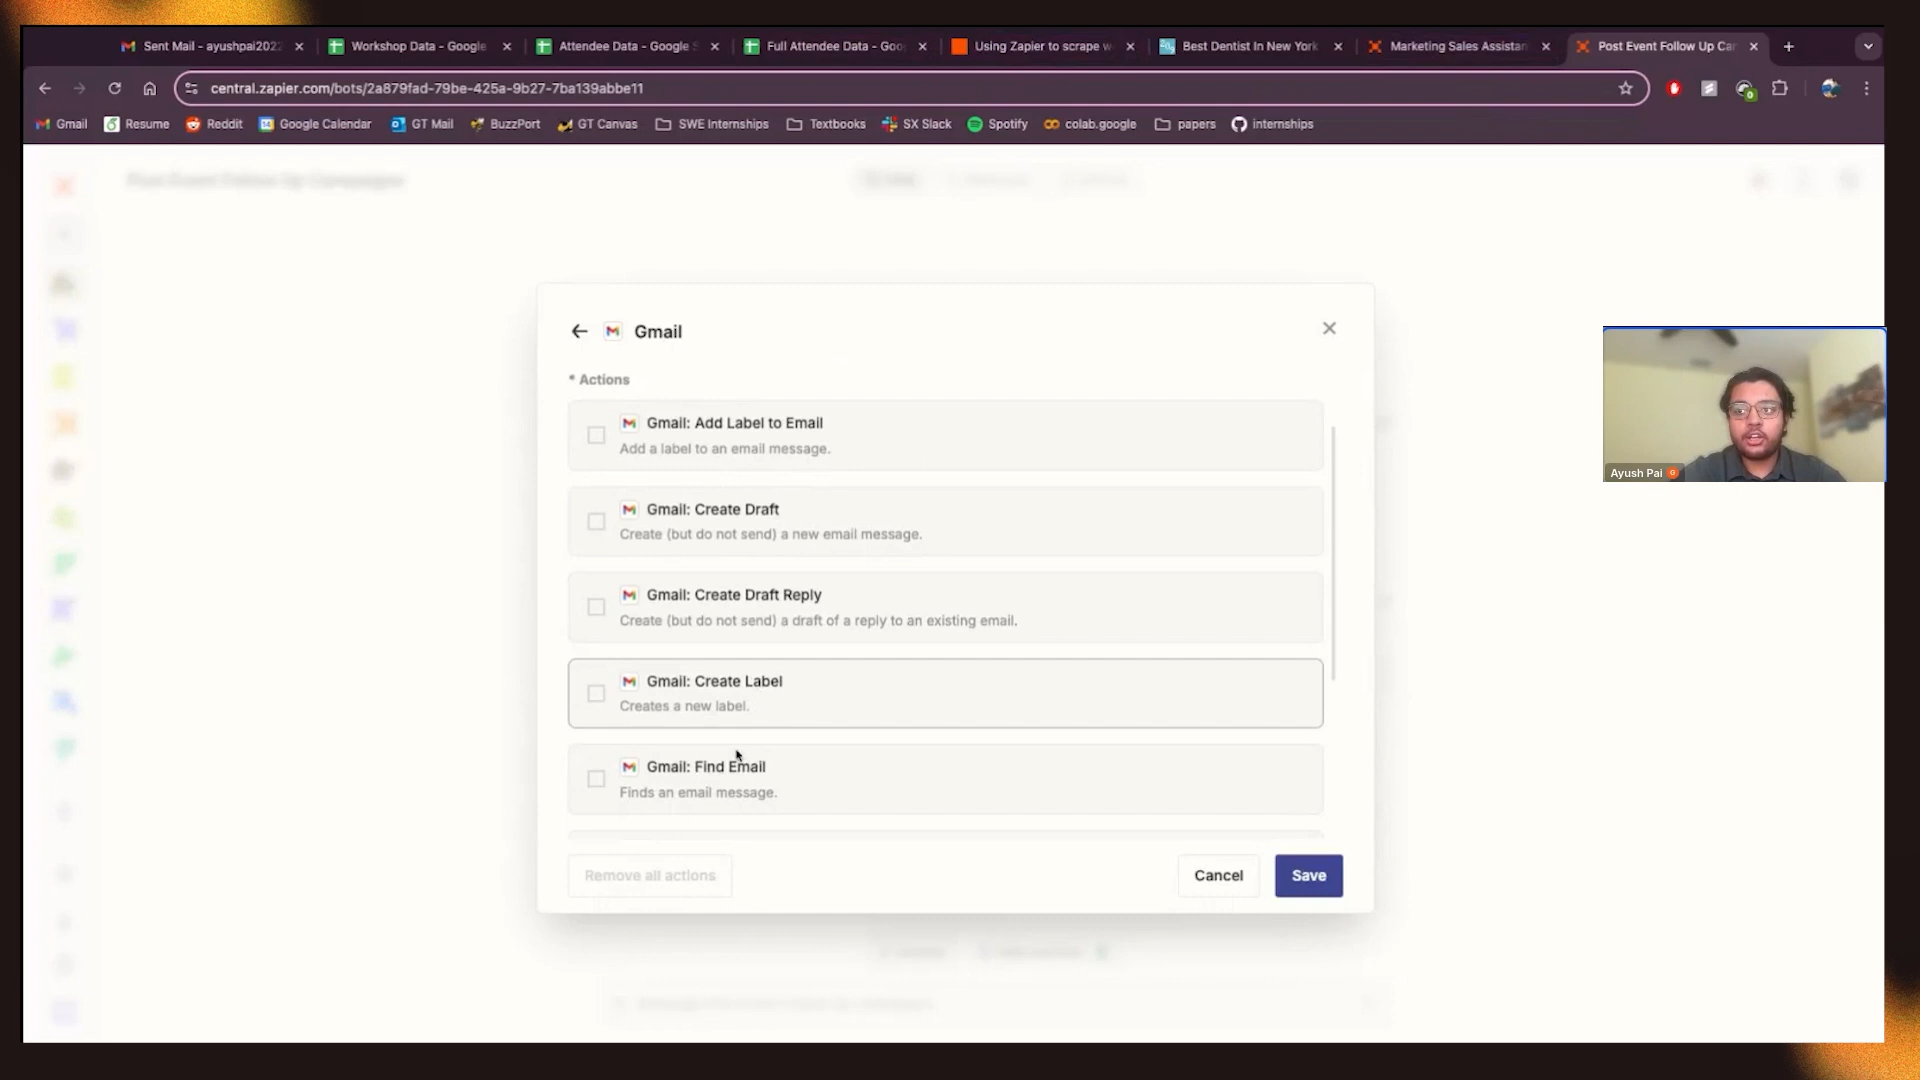 Sent Mail - ayushpai202
Workshop Data - Google
Attendee Data - Google S
Full Attendee Data - Goo
Using Zapier to scrape w
Best Dentist In New York
Marketing Sales Assistan
Post Event Follow Up Ca
central.zapier.com/bots/2a879fad-79be-425a-9b27-7ba139abbe11
Gmail
Resume
Reddit
Google Calendar
GT Mail
BuzzPort
GT Canvas
SWE Internships
Textbooks
SX Slack
Spotify
colab.google
papers
internships
Post Event Follow Up Campaign
Gmail
* Actions
Gmail: Add Label to Email
Add a label to an email message.
Gmail: Create Draft
Create (but do not send) a new email message.
Gmail: Create Draft Reply
Create (but do not send) a draft of a reply to an existing email.
Gmail: Create Label
Creates a new label.
Gmail: Find Email
Finds an email message.
Remove all actions
Cancel
Save
Ayush Pai